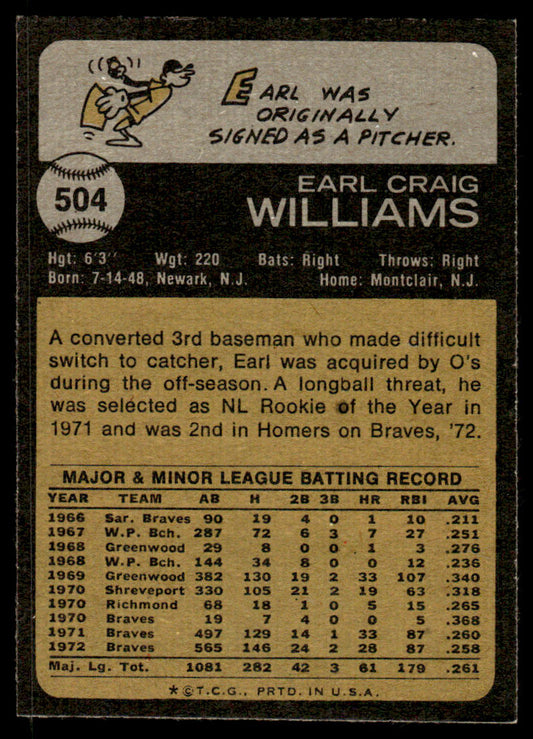 EARL WAS
ORIGINALLY
SIGNED AS A PITCHER.
504
EARL CRAIG
WILLIAMS
Hgt: 6'3" Wgt: 220 Bats: Right Throws: Right
Born: 7-14-48, Newark, N.J. Home: Montclair, N.J.
A converted 3rd baseman who made difficult
switch to catcher, Earl was acquired by O's
during the off-season. A longball threat, he
was selected as NL Rookie of the Year in
1971 and was 2nd in Homers on Braves, '72.
MAJOR & MINOR LEAGUE BATTING RECORD
YEAR TEAM AB H 2B 3B HR RBI AVG
1966 Sar. Braves 90 19 4 0 1 10 .211
1967 W.P. Bch. 287 72 6 3 7 27 .251
1968 Greenwood 29 8 0 0 1 3 .276
1968 W.P. Bch. 144 34 8 0 0 12 .236
1969 Greenwood 382 130 19 2 33 107 .340
1970 Shreveport 330 105 21 2 19 63 .318
1970 Richmond 68 18 1 0 5 15 .265
1970 Braves 19 7 4 0 0 5 .368
1971 Braves 497 129 14 1 33 87 .260
1972 Braves 565 146 24 2 28 87 .258
Maj. Lg. Tot. 1081 282 42 3 61 179 .261
*©T.C.G., PRTD. IN U.S.A.